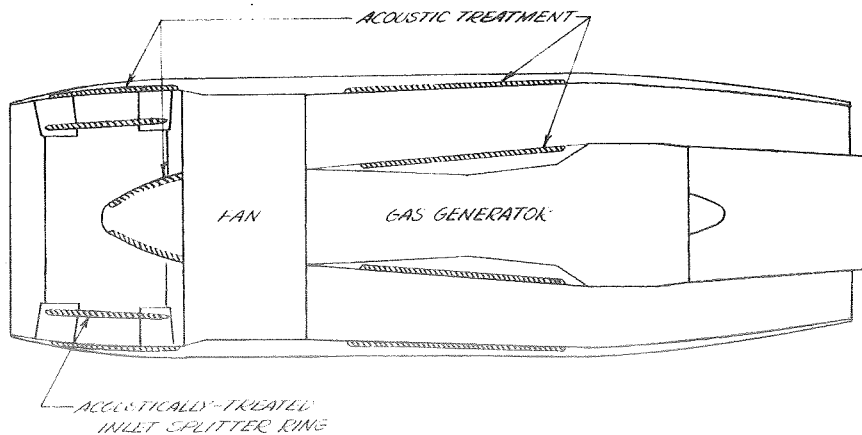 ACOUSTIC TREATMENT
FAN
GAS GENERATOR
ACOUSTICALLY-TREATED
INLET SPLITTER RING